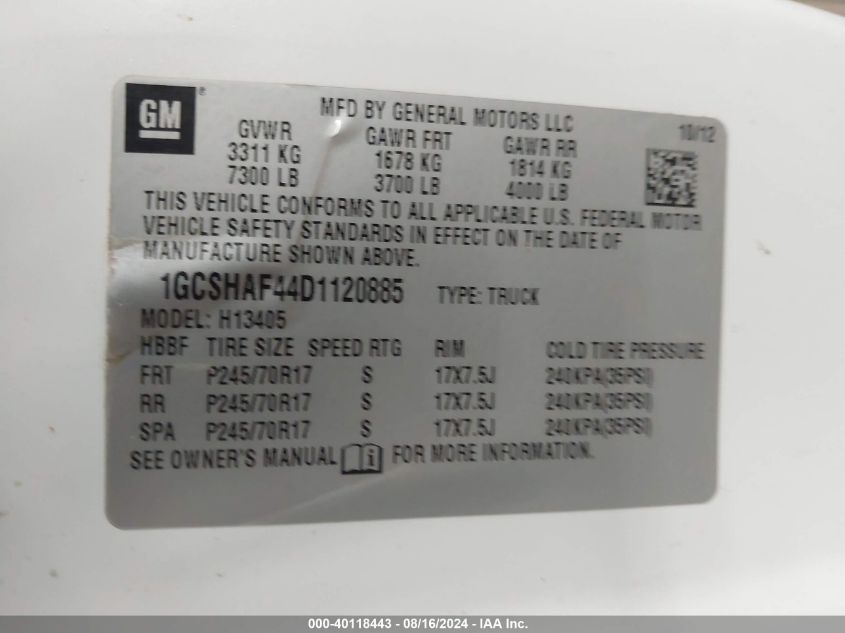 GM ®
MFD BY GENERAL MOTORS LLC 10/12
GVWR GAWR FRT GAWR RR
3311 KG 1678 KG 1814 KG
7300 LB 3700 LB 4000 LB
THIS VEHICLE CONFORMS TO ALL APPLICABLE U.S. FEDERAL MOTOR
VEHICLE SAFETY STANDARDS IN EFFECT ON THE DATE OF
MANUFACTURE SHOWN ABOVE.
1GCSHAF44D1120885 TYPE: TRUCK
MODEL: H13405
HBBF TIRE SIZE SPEED RTG RIM COLD TIRE PRESSURE
FRT P245/70R17 S 17X7.5J 240KPA(35PSI)
RR P245/70R17 S 17X7.5J 240KPA(35PSI)
SPA P245/70R17 S 17X7.5J 240KPA(35PSI)
SEE OWNER'S MANUAL i FOR MORE INFORMATION.
000-40118443 - 08/16/2024 - IAA Inc.